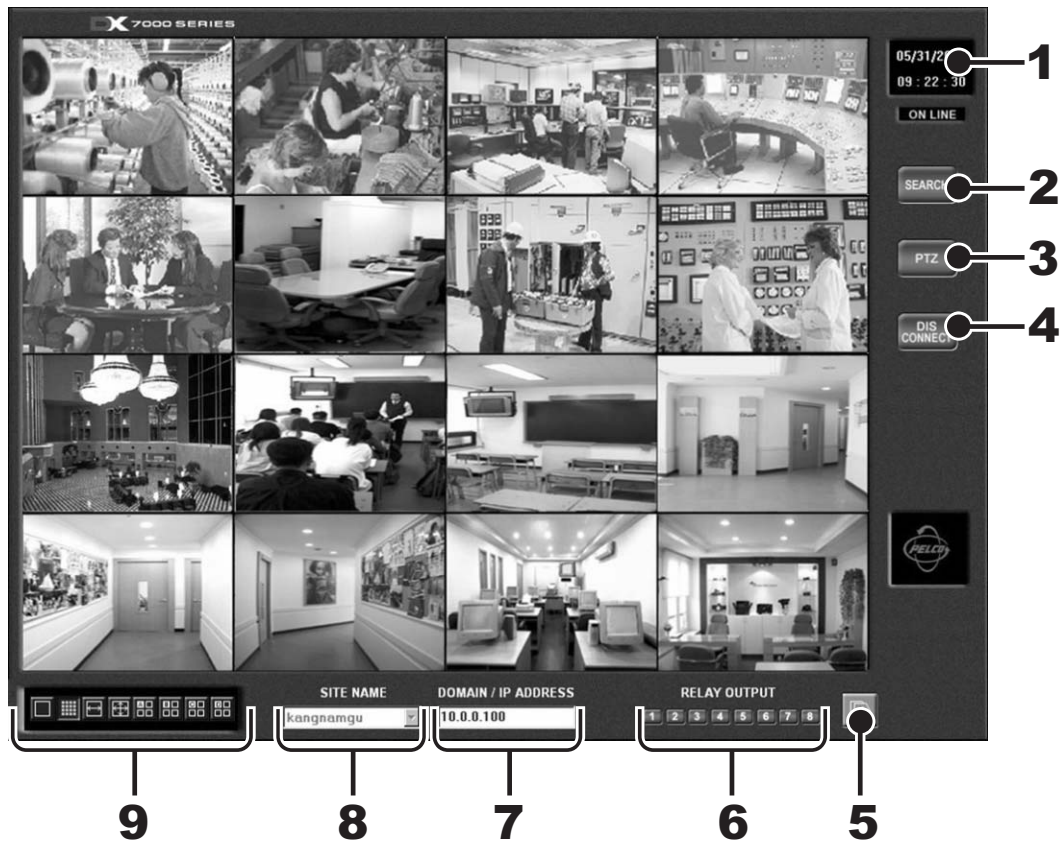 DX 7000 SERIES
05/31/2
09 : 22 : 30
ON LINE
SEARCH
PTZ
DIS
CONNECT
PELCO
SITE NAME
DOMAIN / IP ADDRESS
RELAY OUTPUT
kangnamgu
10.0.0.100
1 2 3 4 5 6 7 8
1
2
3
4
5
6
7
8
9